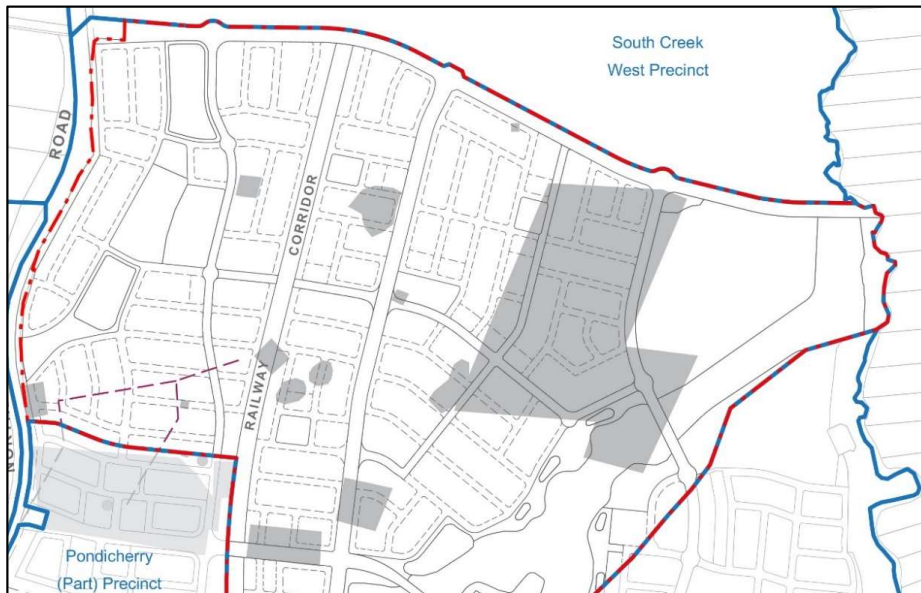 South Creek
West Precinct
ROAD
CORRIDOR
RAILWAY
Pondicherry
(Part) Precinct